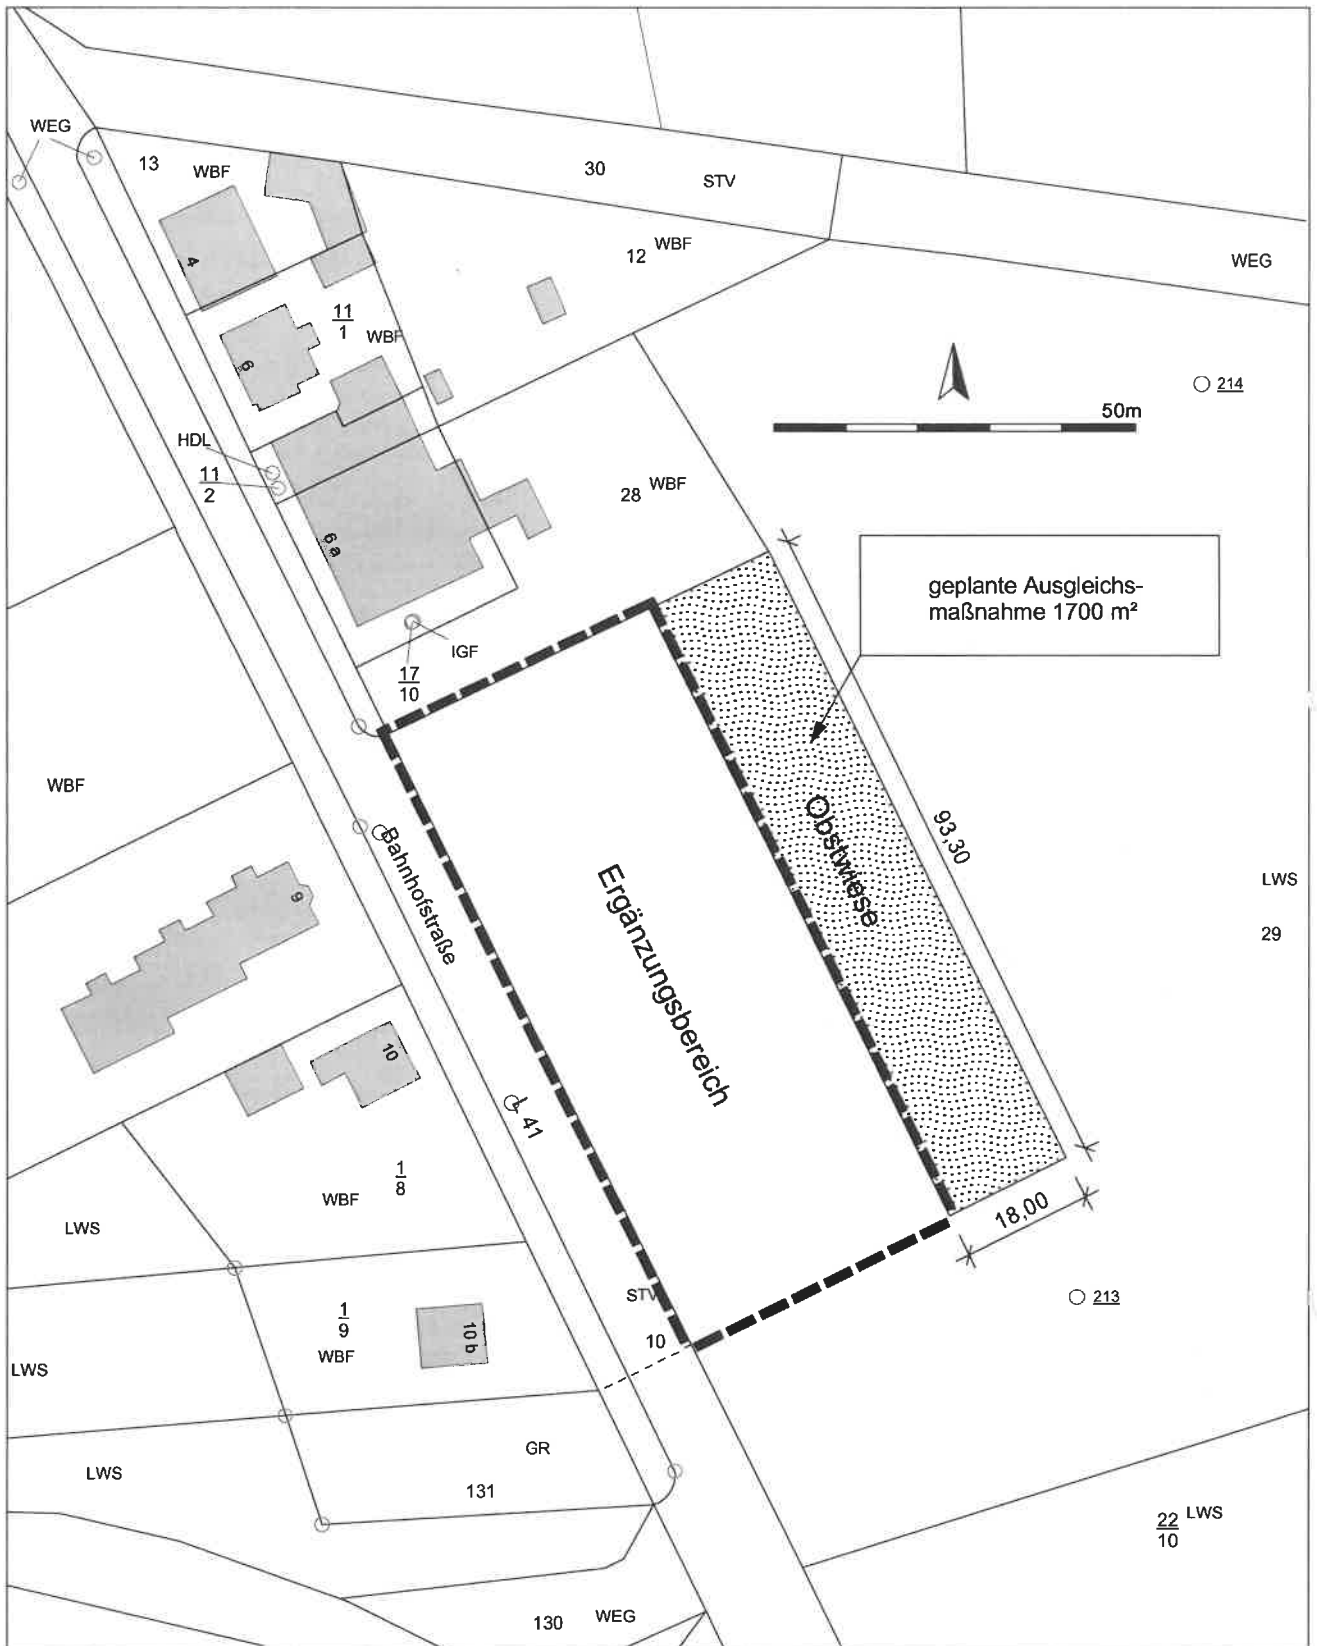 WEG
13
WBF
30
STV
12 WBF
WEG
4
11
1
WBF
6
50m
214
HDL
11
2
28 WBF
6 a
geplante Ausgleichs-
maßnahme 1700 m²
IGF
17
10
WBF
Bahnhofstraße
Obstwiese
93,30
Ergänzungsbereich
LWS
29
9
10
L 41
1
8
WBF
LWS
18,00
213
STV
10
1
9
WBF
10 b
LWS
GR
LWS
131
22
10
LWS
130
WEG